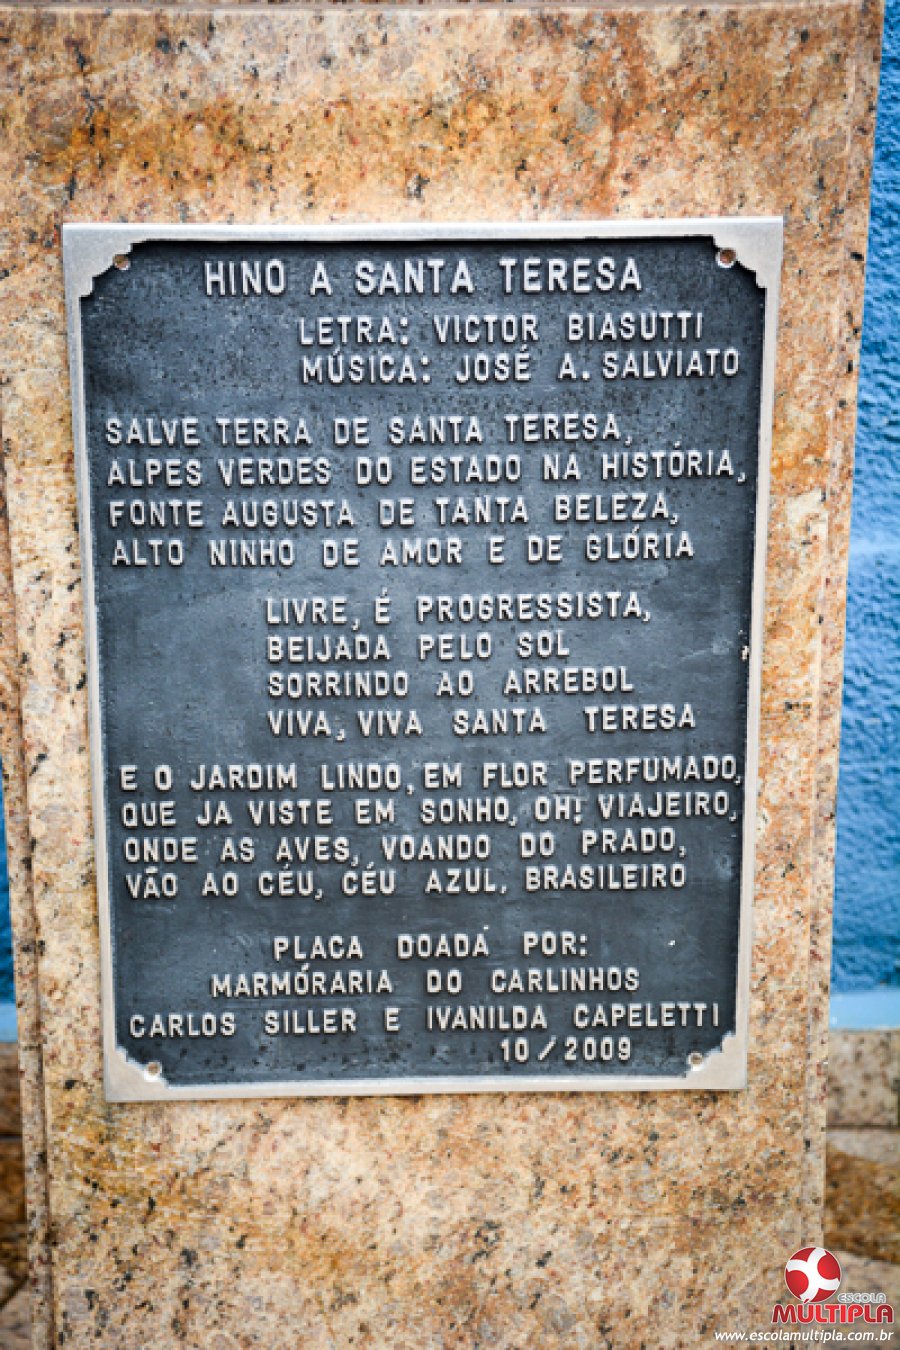 HINO A SANTA TERESA
LETRA: VICTOR BIASUTTI
MÚSICA: JOSÉ A. SALVIATO
SALVE TERRA DE SANTA TERESA,
ALPES VERDES DO ESTADO NA HISTÓRIA,
FONTE AUGUSTA DE TANTA BELEZA,
ALTO NINHO DE AMOR E DE GLÓRIA
LIVRE, É PROGRESSISTA,
BEIJADA PELO SOL
SORRINDO AO ARREBOL
VIVA, VIVA SANTA TERESA
E O JARDIM LINDO, EM FLOR PERFUMADO,
QUE JA VISTE EM SONHO, OH! VIAJEIRO,
ONDE AS AVES, VOANDO DO PRADO,
VÃO AO CÉU, CÉU AZUL, BRASILEIRO
PLACA DOADA POR:
MARMÓRARIA DO CARLINHOS
CARLOS SILLER E IVANILDA CAPELETTI
10/2009
ESCOLA
MÚLTIPLA
www.escolamultipla.com.br